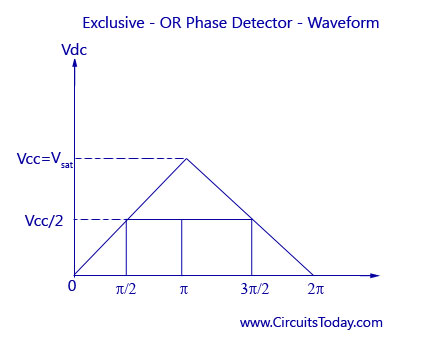 Exclusive - OR Phase Detector - Waveform
Vdc
Vcc=Vsat
Vcc/2
0 π/2 π 3π/2 2π
www.CircuitsToday.com